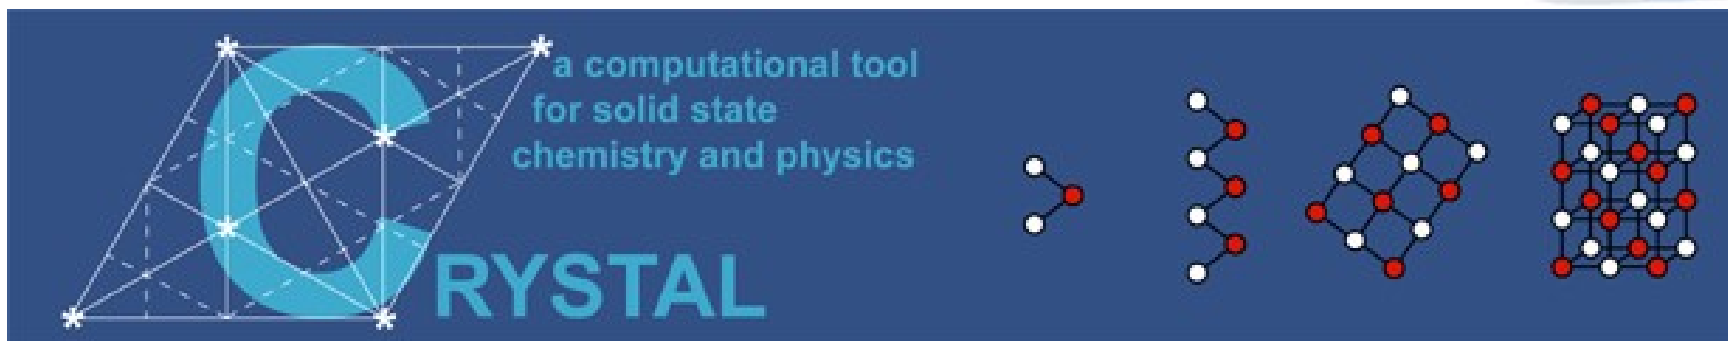 a computational tool
for solid state
chemistry and physics
CRYSTAL